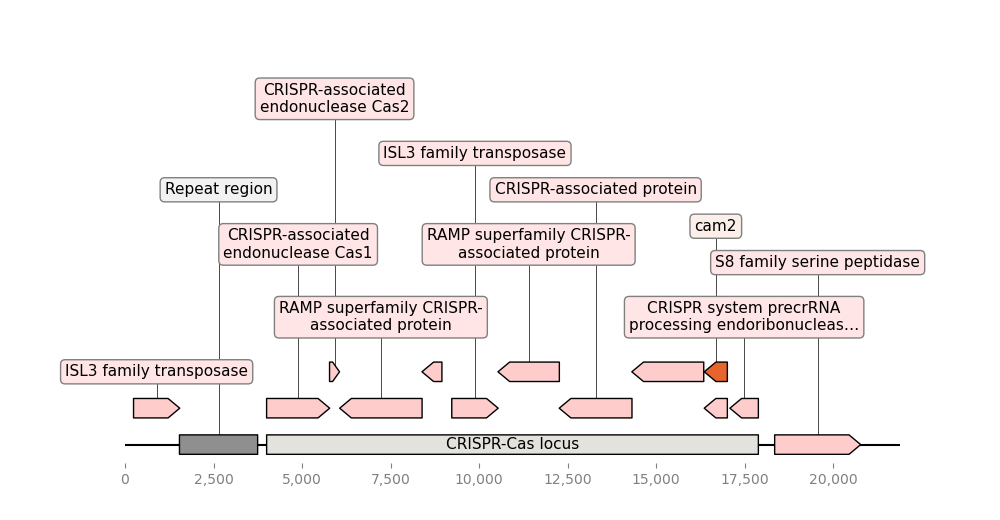 CRISPR-associated
endonuclease Cas2
ISL3 family transposase
Repeat region
CRISPR-associated protein
cam2
CRISPR-associated
endonuclease Cas1
RAMP superfamily CRISPR-
associated protein
S8 family serine peptidase
RAMP superfamily CRISPR-
associated protein
CRISPR system precrRNA
processing endoribonucleas...
ISL3 family transposase
CRISPR-Cas locus
0
2,500
5,000
7,500
10,000
12,500
15,000
17,500
20,000